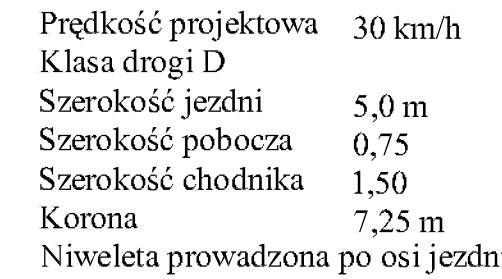 Prędkość projektowa 30 km/h
Klasa drogi D
Szerokość jezdni 5,0 m
Szerokość pobocza 0,75
Szerokość chodnika 1,50
Korona 7,25 m
Niweleta prowadzona po osi jezdn